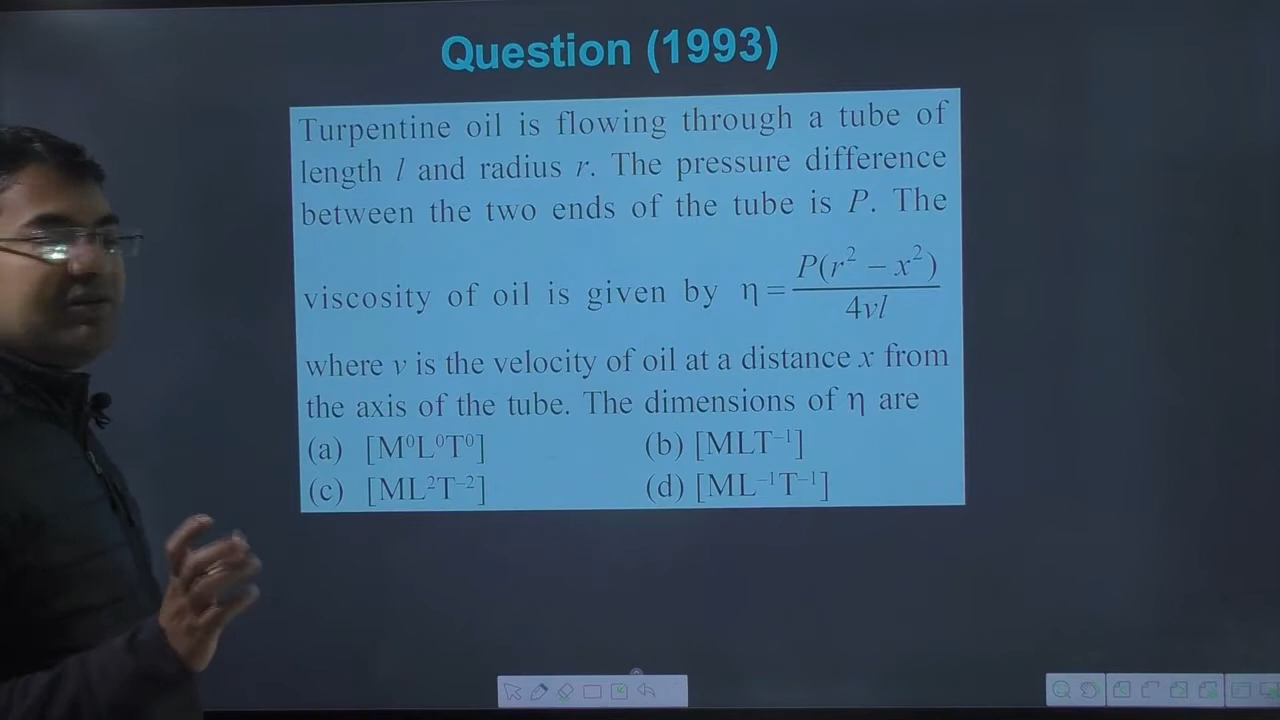 Question (1993)
Turpentine oil is flowing through a tube of
length l and radius r. The pressure difference
between the two ends of the tube is P. The
viscosity of oil is given by η = P(r² – x²) / 4vl
where v is the velocity of oil at a distance x from
the axis of the tube. The dimensions of η are
(a) [M⁰L⁰T⁰] (b) [MLT⁻¹]
(c) [ML²T⁻²] (d) [ML⁻¹T⁻¹]